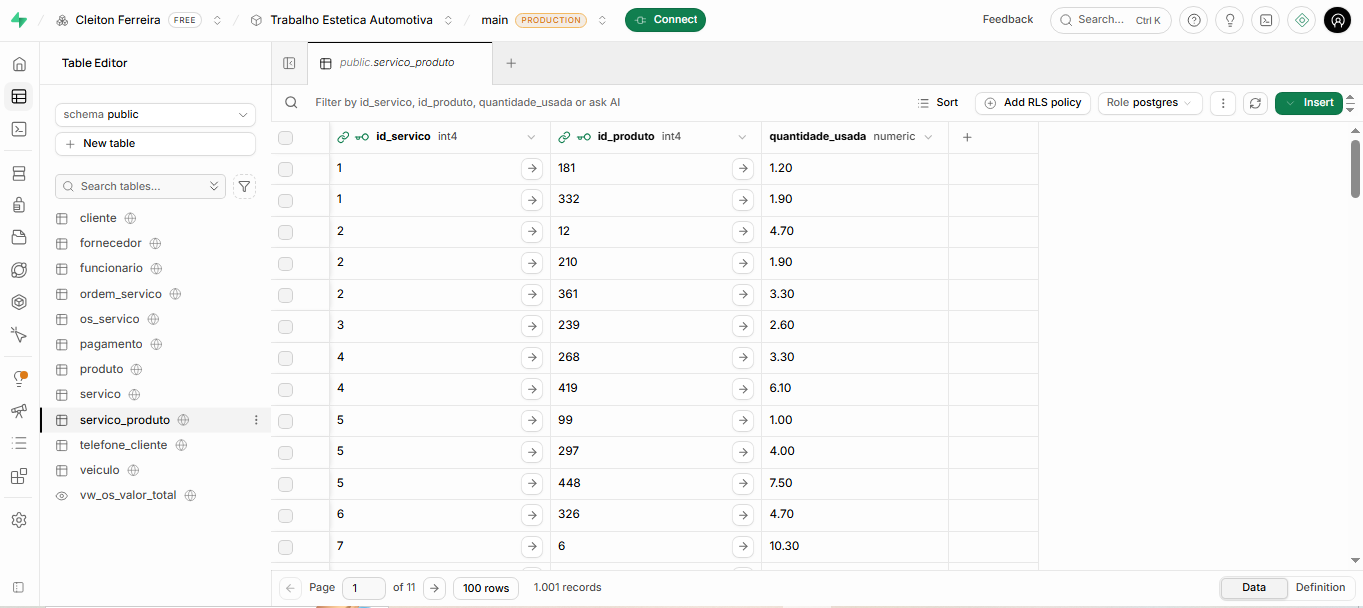 Cleiton Ferreira FREE Trabalho Estetica Automotiva main PRODUCTION Connect Feedback Search... Ctrl K
Table Editor
public.servico_produto
schema public
New table
Search tables...
cliente
fornecedor
funcionario
ordem_servico
os_servico
pagamento
produto
servico
servico_produto
telefone_cliente
veiculo
vw_os_valor_total
Filter by id_servico, id_produto, quantidade_usada or ask AI Sort Add RLS policy Role postgres Insert
id_servico int4 id_produto int4 quantidade_usada numeric
1 181 1.20
1 332 1.90
2 12 4.70
2 210 1.90
2 361 3.30
3 239 2.60
4 268 3.30
4 419 6.10
5 99 1.00
5 297 4.00
5 448 7.50
6 326 4.70
7 6 10.30
Page 1 of 11 100 rows 1.001 records Data Definition